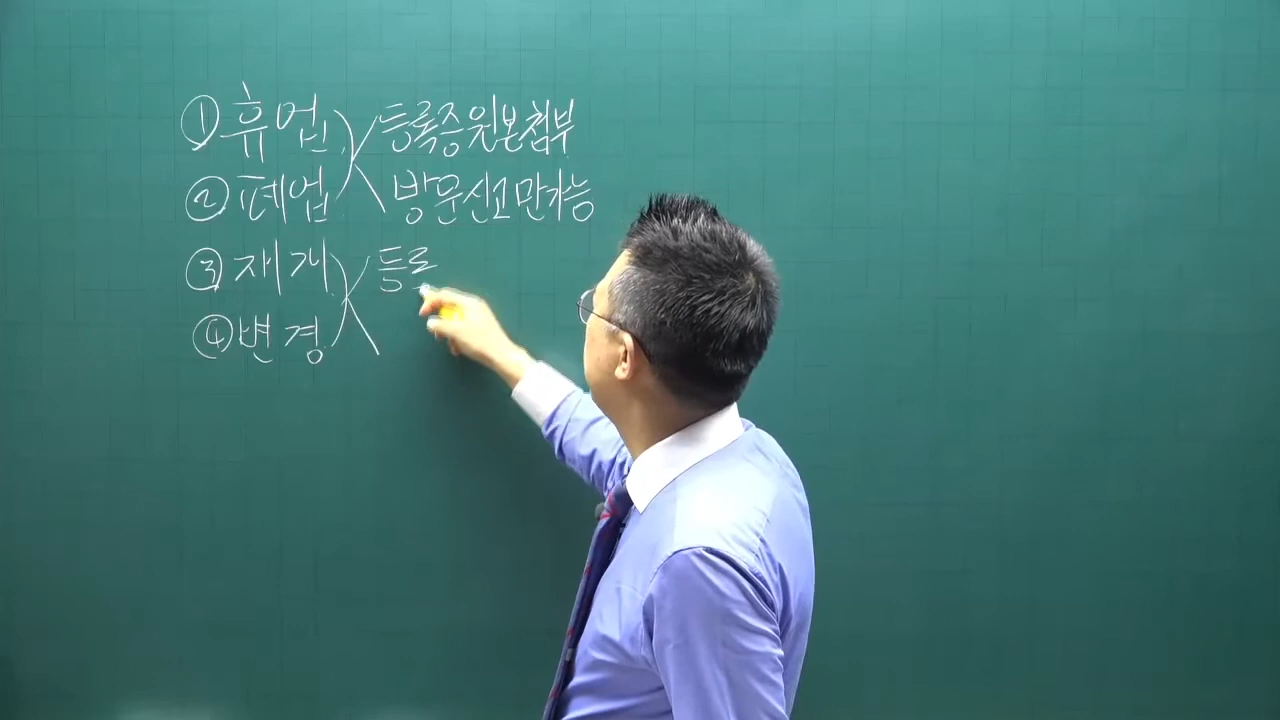 ① 휴업 등록증원본첨부
② 폐업 방문신고만가능
③ 재개 등록
④ 변경